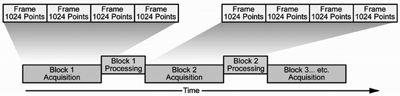 Frame 1024 Points Frame 1024 Points Frame 1024 Points Frame 1024 Points
Frame 1024 Points Frame 1024 Points Frame 1024 Points Frame 1024 Points
Block 1 Acquisition
Block 1 Processing
Block 2 Acquisition
Block 2 Processing
Block 3... etc. Acquisition
Time